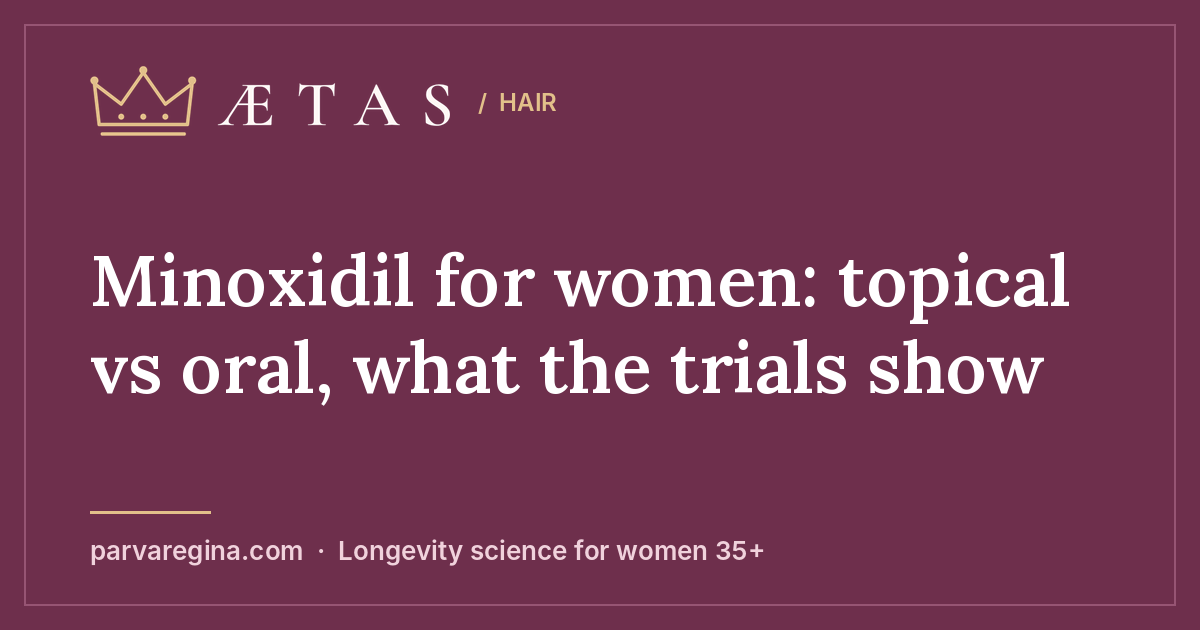 ÆTAS / HAIR
Minoxidil for women: topical
vs oral, what the trials show
parvaregina.com · Longevity science for women 35+